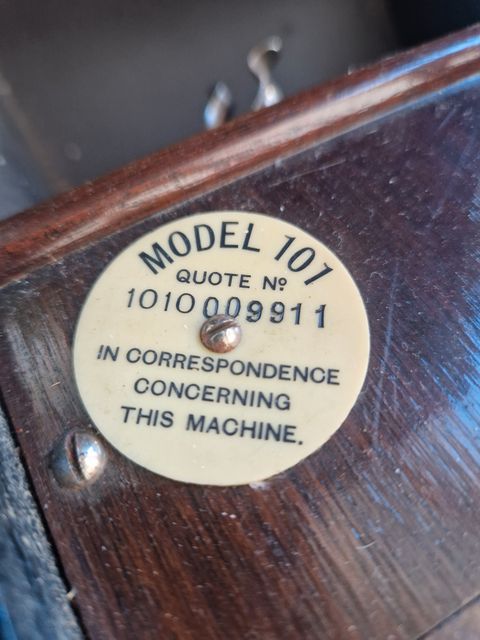 MODEL 101
QUOTE Nº
1010009911
IN CORRESPONDENCE
CONCERNING
THIS MACHINE.